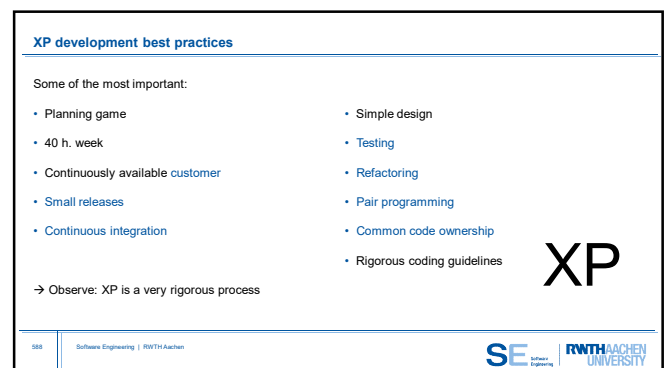 XP development best practices
Some of the most important:
• Planning game
• 40 h. week
• Continuously available customer
• Small releases
• Continuous integration
• Simple design
• Testing
• Refactoring
• Pair programming
• Common code ownership
• Rigorous coding guidelines
XP
→ Observe: XP is a very rigorous process
588 Software Engineering | RWTH Aachen
SE Software
Engineering
RWTHAACHEN
UNIVERSITY